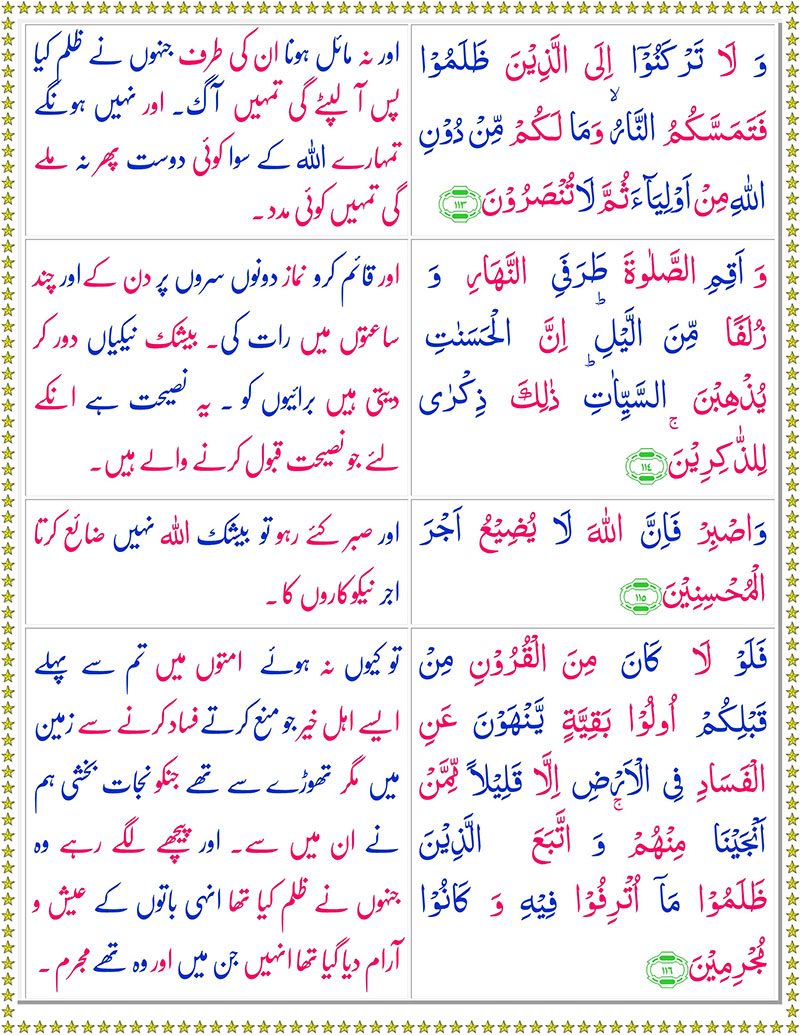 وَ لَا تَرْكَنُوْۤا اِلَى الَّذِيْنَ ظَلَمُوْا
فَتَمَسَّكُمُ النَّارُ ۙ وَمَا لَكُمْ مِّنْ دُوْنِ
اللّٰهِ مِنْ اَوْلِيَآءَ ثُمَّ لَا تُنْصَرُوْنَ ﴿۱۱۳﴾
اور نہ مائل ہونا ان کی طرف جنہوں نے ظلم کیا
پس آ لپٹے گی تمہیں آگ۔ اور نہیں ہونگے
تمہارے اللہ کے سوا کوئی دوست پھر نہ ملے
گی تمہیں کوئی مدد۔
وَ اَقِمِ الصَّلٰوةَ طَرَفَيِ النَّهَارِ وَ
زُلَفًا مِّنَ الَّيْلِ ؕ اِنَّ الْحَسَنٰتِ
يُذْهِبْنَ السَّيِّاٰتِ ؕ ذٰلِكَ ذِكْرٰى
لِلذّٰكِرِيْنَ ۚ ﴿۱۱۴﴾
اور قائم کرو نماز دونوں سروں پر دن کے اور چند
ساعتوں میں رات کی۔ بیشک نیکیاں دور کر
دیتی ہیں برائیوں کو۔ یہ نصیحت ہے انکے
لئے جو نصیحت قبول کرنے والے ہیں۔
وَاصْبِرْ فَاِنَّ اللّٰهَ لَا يُضِيْعُ اَجْرَ
الْمُحْسِنِيْنَ ﴿۱۱۵﴾
اور صبر کئے رہو تو بیشک اللہ نہیں ضائع کرتا
اجر نیکوکاروں کا۔
فَلَوْ لَا كَانَ مِنَ الْقُرُوْنِ مِنْ
قَبْلِكُمْ اُولُوْا بَقِيَّةٍ يَّنْهَوْنَ عَنِ
الْفَسَادِ فِى الْاَرْضِ اِلَّا قَلِيْلاً مِّمَّنْ
اَنْجَيْنَا مِنْهُمْ ۚ وَ اتَّبَعَ الَّذِيْنَ
ظَلَمُوْا مَاۤ اُتْرِفُوْا فِيْهِ وَ كَانُوْا
مُجْرِمِيْنَ ﴿۱۱۶﴾
تو کیوں نہ ہوئے امتوں میں تم سے پہلے
ایسے اہل خیر جو منع کرتے فساد کرنے سے زمین
میں مگر تھوڑے سے تھے جنکو نجات بخشی ہم
نے ان میں سے۔ اور پیچھے لگے رہے وہ
جنہوں نے ظلم کیا تھا انہی باتوں کے عیش و
آرام دیا گیا تھا انہیں جن میں اور وہ تھے مجرم۔